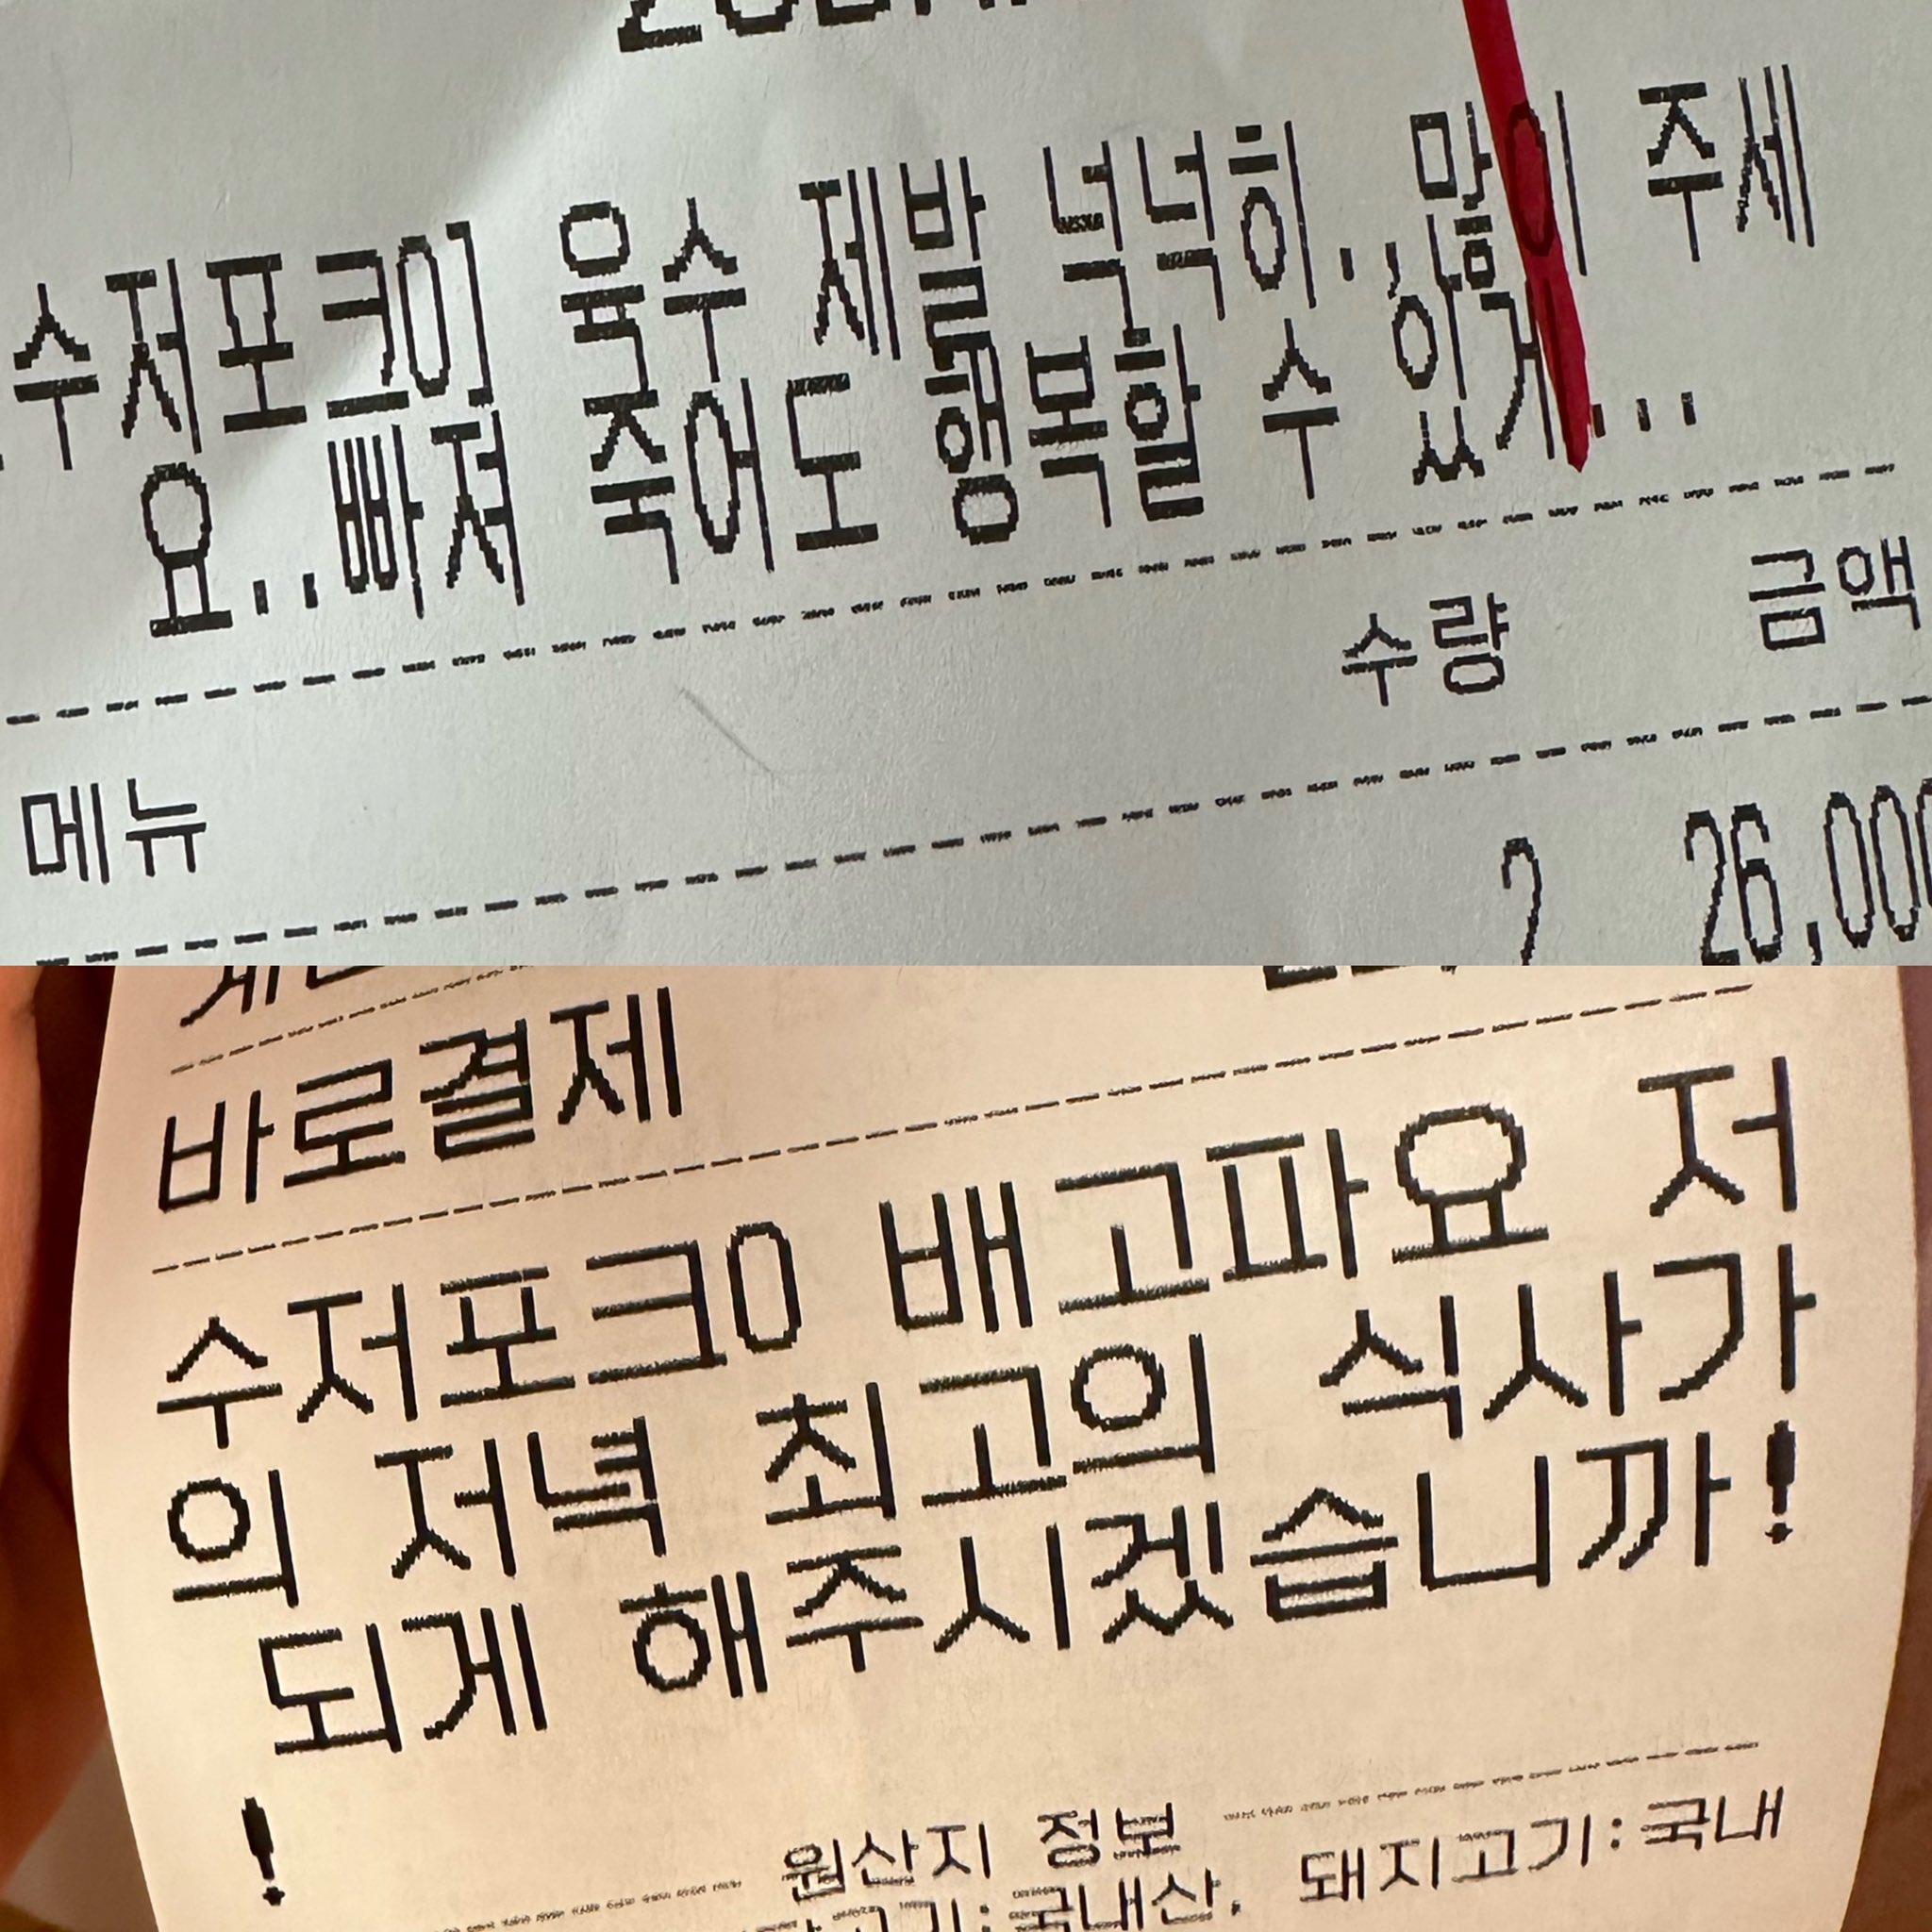 수저포크0] 육수 제발 넉넉히..많이 주세
요..빠져 죽어도 행복할 수 있게...
수량 금액
메뉴
2 26,000
바로결제
수저포크0 배고파요 저
의 저녁 최고의 식사가
되게 해주시겠습니까!
!
원산지 정보
국내산, 돼지고기:국내